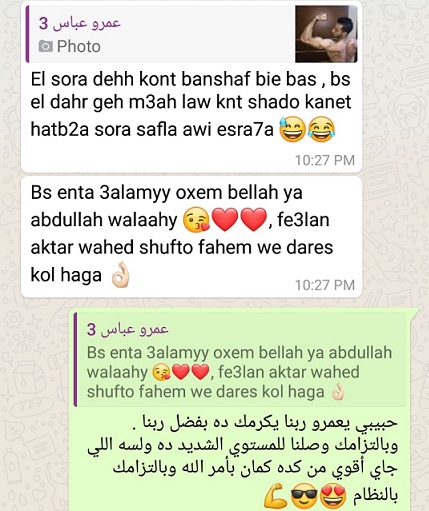 عمرو عباس 3
Photo
El sora dehh kont banshaf bie bas , bs
el dahr geh m3ah law knt shado kanet
hatb2a sora safla awi esra7a 😅😂
10:27 PM
Bs enta 3alamyy oxem bellah ya
abdullah walaahy 😘❤️❤️, fe3lan
aktar wahed shufto fahem we dares
kol haga 👌🏻
10:27 PM
عمرو عباس 3
Bs enta 3alamyy oxem bellah ya abdullah
walaahy 😘❤️❤️, fe3lan aktar wahed
shufto fahem we dares kol haga 👌🏻
حبيبي يعمرو ربنا يكرمك ده بفضل ربنا .
وبالتزامك وصلنا للمستوي الشديد ده ولسه اللي
جاي أقوي من كده كمان بأمر الله وبالتزامك
بالنظام 😍😎💪